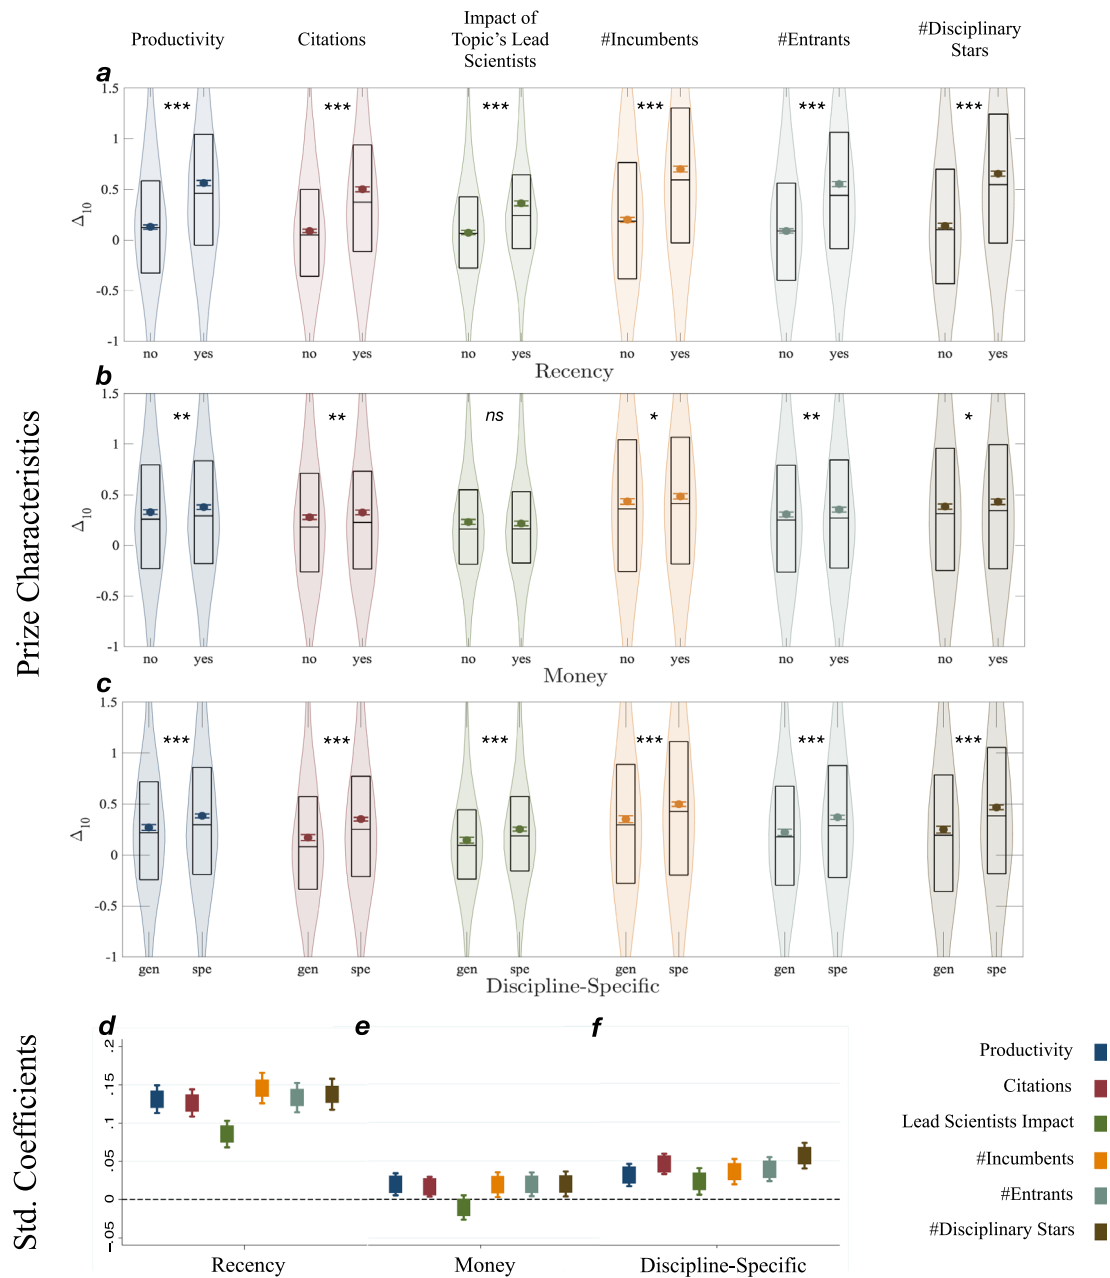 Productivity
Citations
Impact of
Topic's Lead
Scientists
#Incumbents
#Entrants
#Disciplinary
Stars
a
1.5
1
0.5
0
-0.5
-1
Δ10
*** *** *** *** *** ***
no yes no yes no yes no yes no yes no yes
Recency
b
1.5
1
0.5
0
-0.5
-1
Δ10
** ** ns * ** *
no yes no yes no yes no yes no yes no yes
Money
Prize Characteristics
c
1.5
1
0.5
0
-0.5
-1
Δ10
*** *** *** *** *** ***
gen spe gen spe gen spe gen spe gen spe gen spe
Discipline-Specific
d e f
Std. Coefficients
.2
.15
.1
.05
0
-.05
Recency Money Discipline-Specific
Productivity
Citations
Lead Scientists Impact
#Incumbents
#Entrants
#Disciplinary Stars